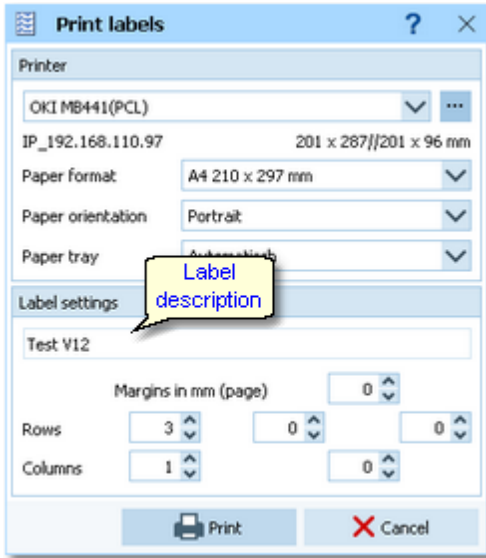 Print labels ?
Printer
OKI MB441(PCL) ...
IP_192.168.110.97 201 x 287//201 x 96 mm
Paper format A4 210 x 297 mm
Paper orientation Portrait
Paper tray
Label
description
Label settings
Test V12
Margins in mm (page) 0
Rows 3 0 0
Columns 1 0
Print Cancel